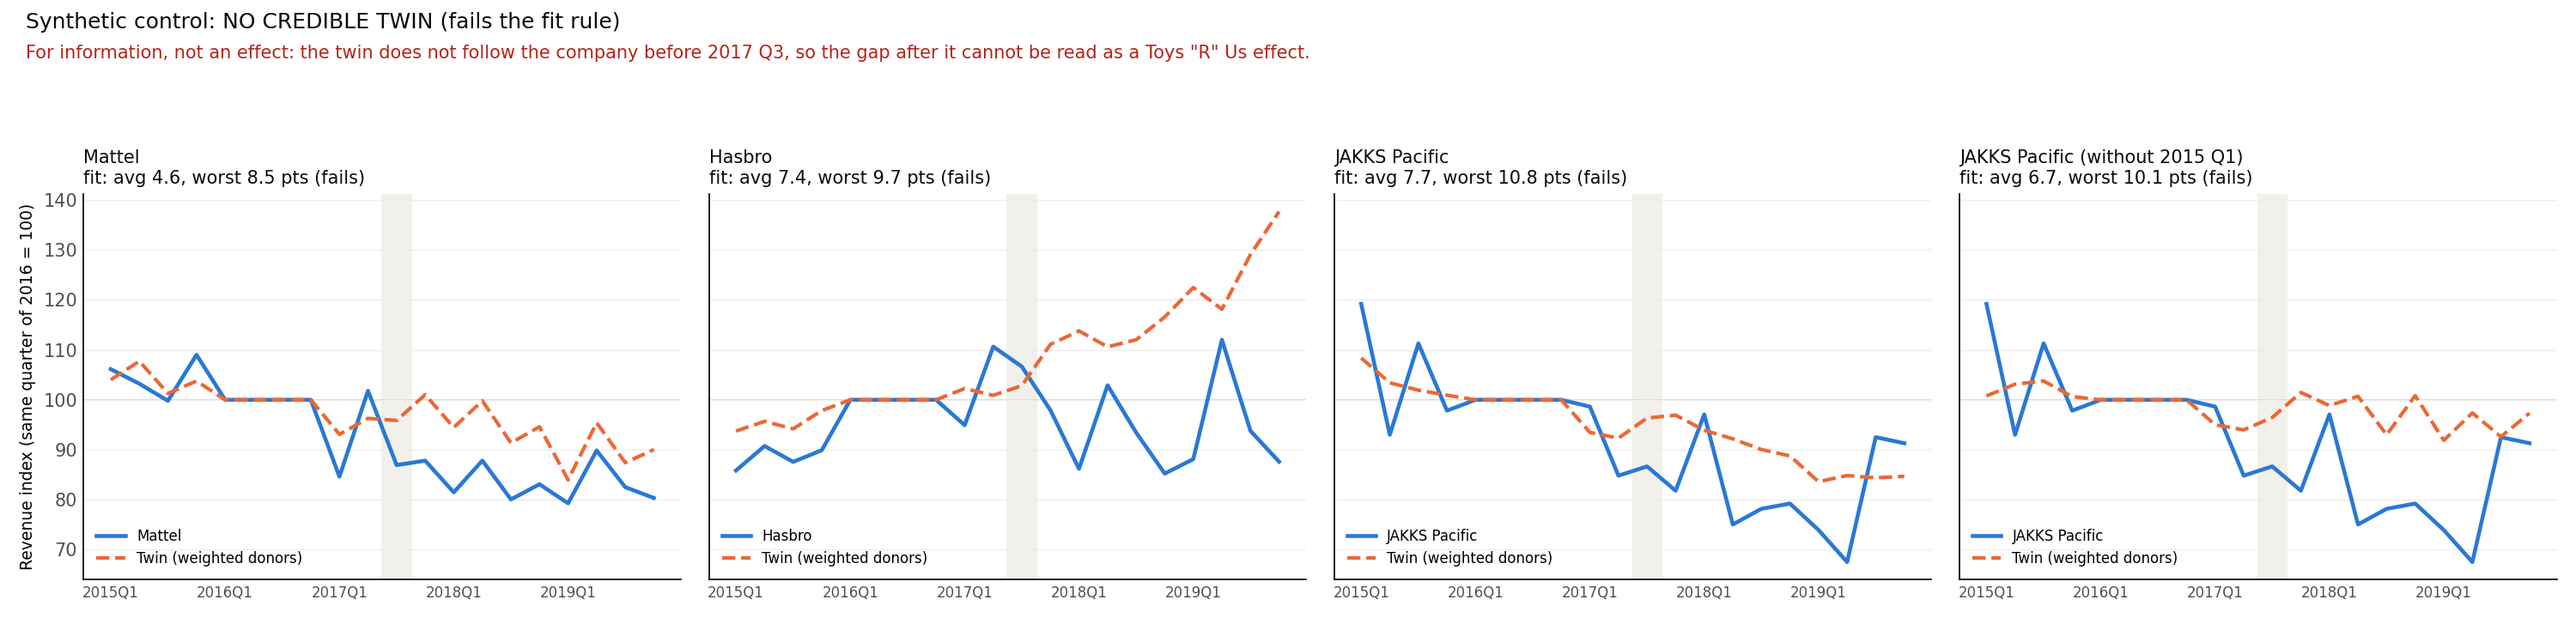 Synthetic control: NO CREDIBLE TWIN (fails the fit rule)
For information, not an effect: the twin does not follow the company before 2017 Q3, so the gap after it cannot be read as a Toys "R" Us effect.
Mattel
fit: avg 4.6, worst 8.5 pts (fails)
Revenue index (same quarter of 2016 = 100)
140
130
120
110
100
90
80
70
Mattel
Twin (weighted donors)
2015Q1
2016Q1
2017Q1
2018Q1
2019Q1
Hasbro
fit: avg 7.4, worst 9.7 pts (fails)
Hasbro
Twin (weighted donors)
2015Q1
2016Q1
2017Q1
2018Q1
2019Q1
JAKKS Pacific
fit: avg 7.7, worst 10.8 pts (fails)
JAKKS Pacific
Twin (weighted donors)
2015Q1
2016Q1
2017Q1
2018Q1
2019Q1
JAKKS Pacific (without 2015 Q1)
fit: avg 6.7, worst 10.1 pts (fails)
JAKKS Pacific
Twin (weighted donors)
2015Q1
2016Q1
2017Q1
2018Q1
2019Q1